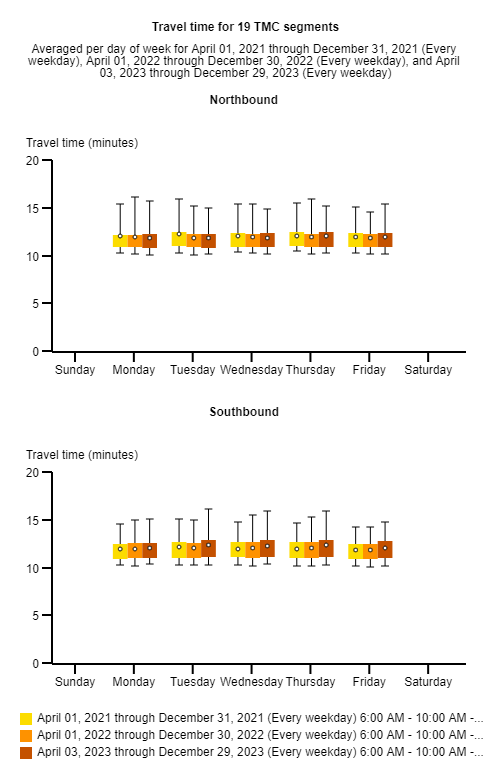 Travel time for 19 TMC segments
Averaged per day of week for April 01, 2021 through December 31, 2021 (Every
weekday), April 01, 2022 through December 30, 2022 (Every weekday), and April
03, 2023 through December 29, 2023 (Every weekday)
Northbound
Travel time (minutes)
20
15
10
5
0
Sunday Monday Tuesday Wednesday Thursday Friday Saturday
Southbound
Travel time (minutes)
20
15
10
5
0
Sunday Monday Tuesday Wednesday Thursday Friday Saturday
April 01, 2021 through December 31, 2021 (Every weekday) 6:00 AM - 10:00 AM -...
April 01, 2022 through December 30, 2022 (Every weekday) 6:00 AM - 10:00 AM -...
April 03, 2023 through December 29, 2023 (Every weekday) 6:00 AM - 10:00 AM -...